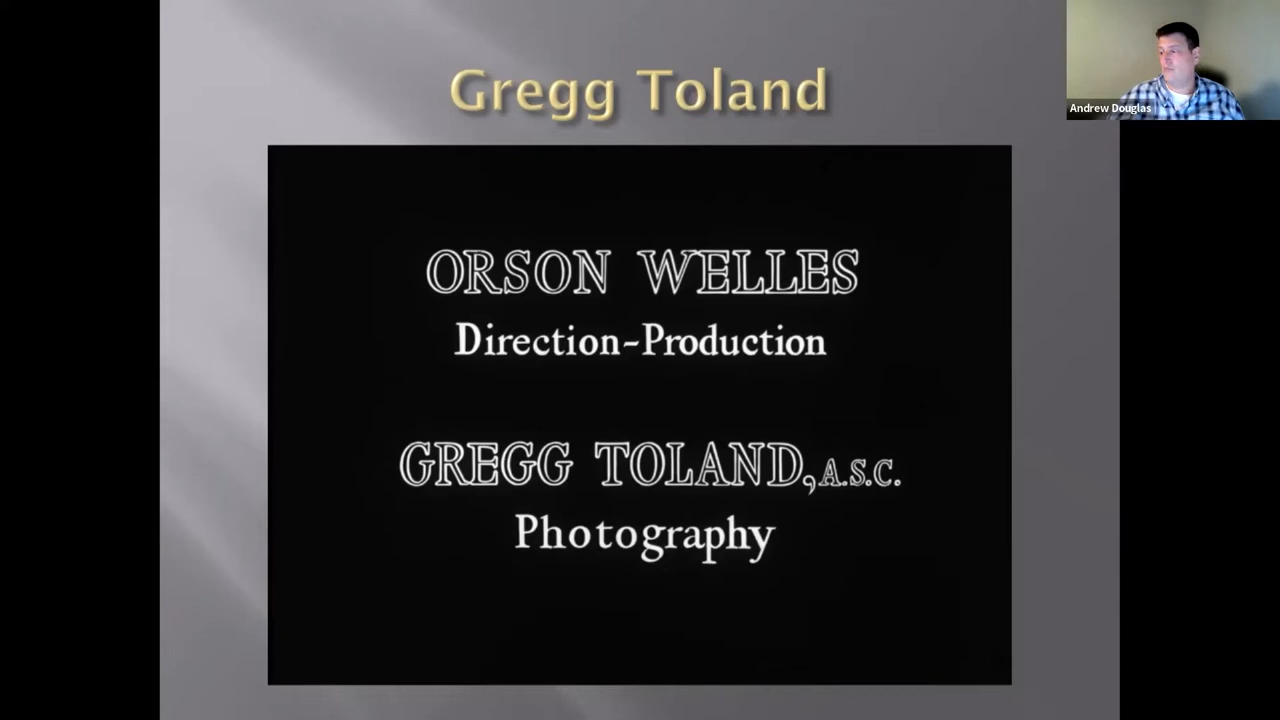 Gregg Toland
Andrew Douglas
ORSON WELLES
Direction-Production
GREGG TOLAND, A.S.C.
Photography